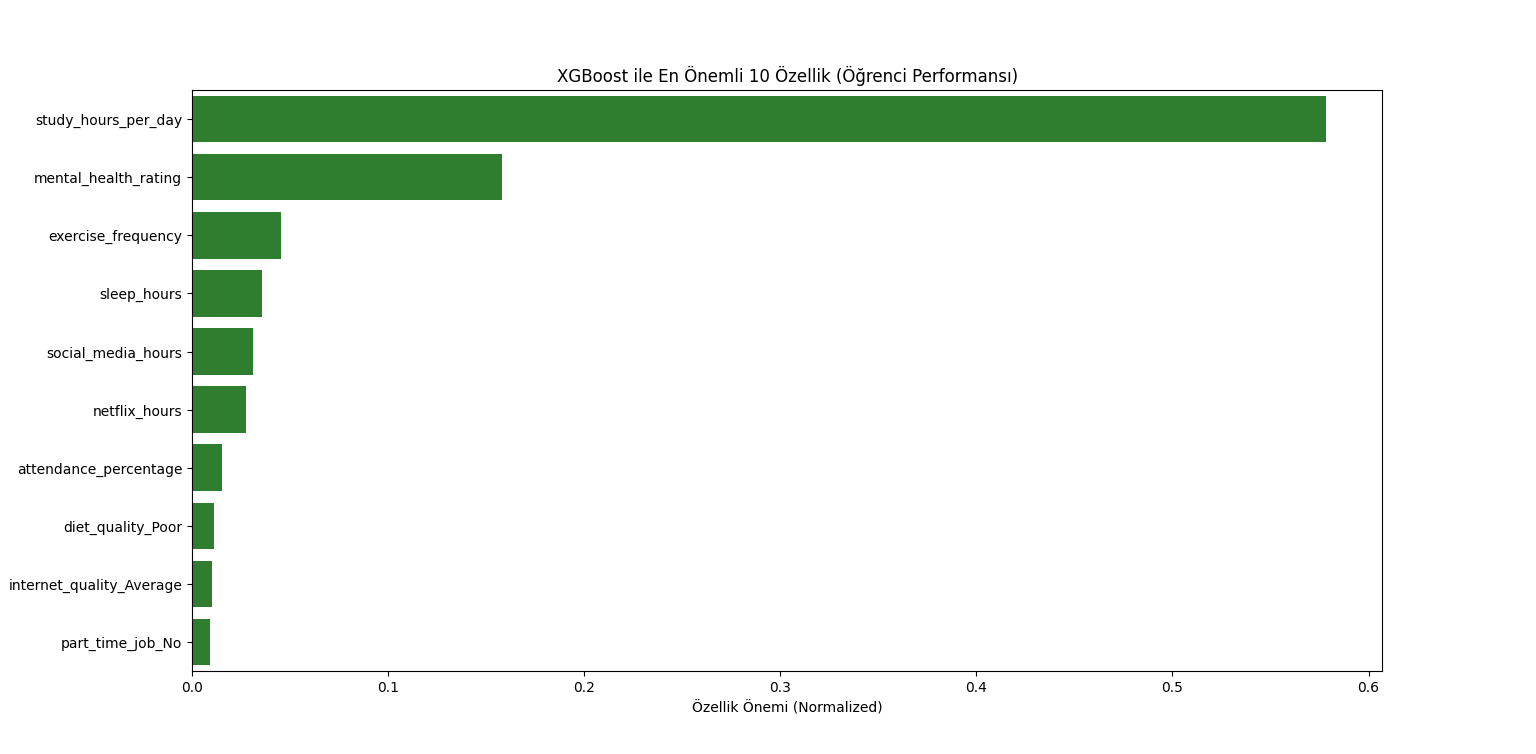 XGBoost ile En Önemli 10 Özellik (Öğrenci Performansı)
study_hours_per_day
mental_health_rating
exercise_frequency
sleep_hours
social_media_hours
netflix_hours
attendance_percentage
diet_quality_Poor
internet_quality_Average
part_time_job_No
0.0 0.1 0.2 0.3 0.4 0.5 0.6
Özellik Önemi (Normalized)